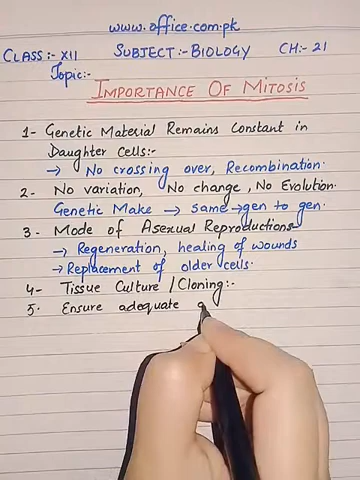 www.office.com.pk
CLASS:- XII SUBJECT:- BIOLOGY CH:- 21
Topic:-
IMPORTANCE OF MITOSIS
1- Genetic Material Remains Constant in
Daughter Cells:-
→ No crossing over, Recombination.
2- No variation, No change, No Evolution.
Genetic Make → Same → gen to gen.
3- Mode of Asexual Reproductions
→ Regeneration, healing of wounds
→ Replacement of older cells.
4- Tissue Culture / Cloning:-
5. Ensure adequate